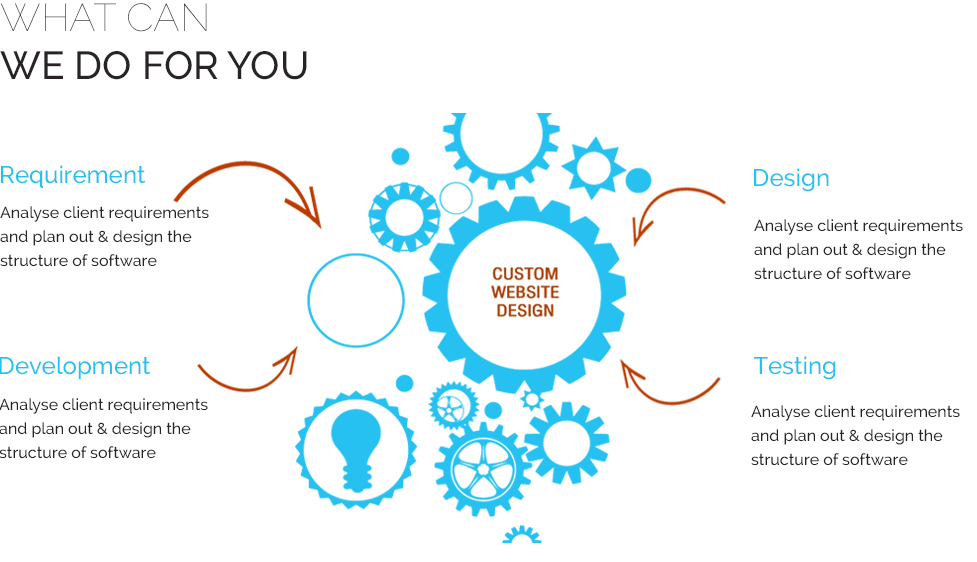 WHAT CAN
WE DO FOR YOU
Requirement
Analyse client requirements
and plan out & design the
structure of software
Design
Analyse client requirements
and plan out & design the
structure of software
CUSTOM
WEBSITE
DESIGN
Development
Analyse client requirements
and plan out & design the
structure of software
Testing
Analyse client requirements
and plan out & design the
structure of software